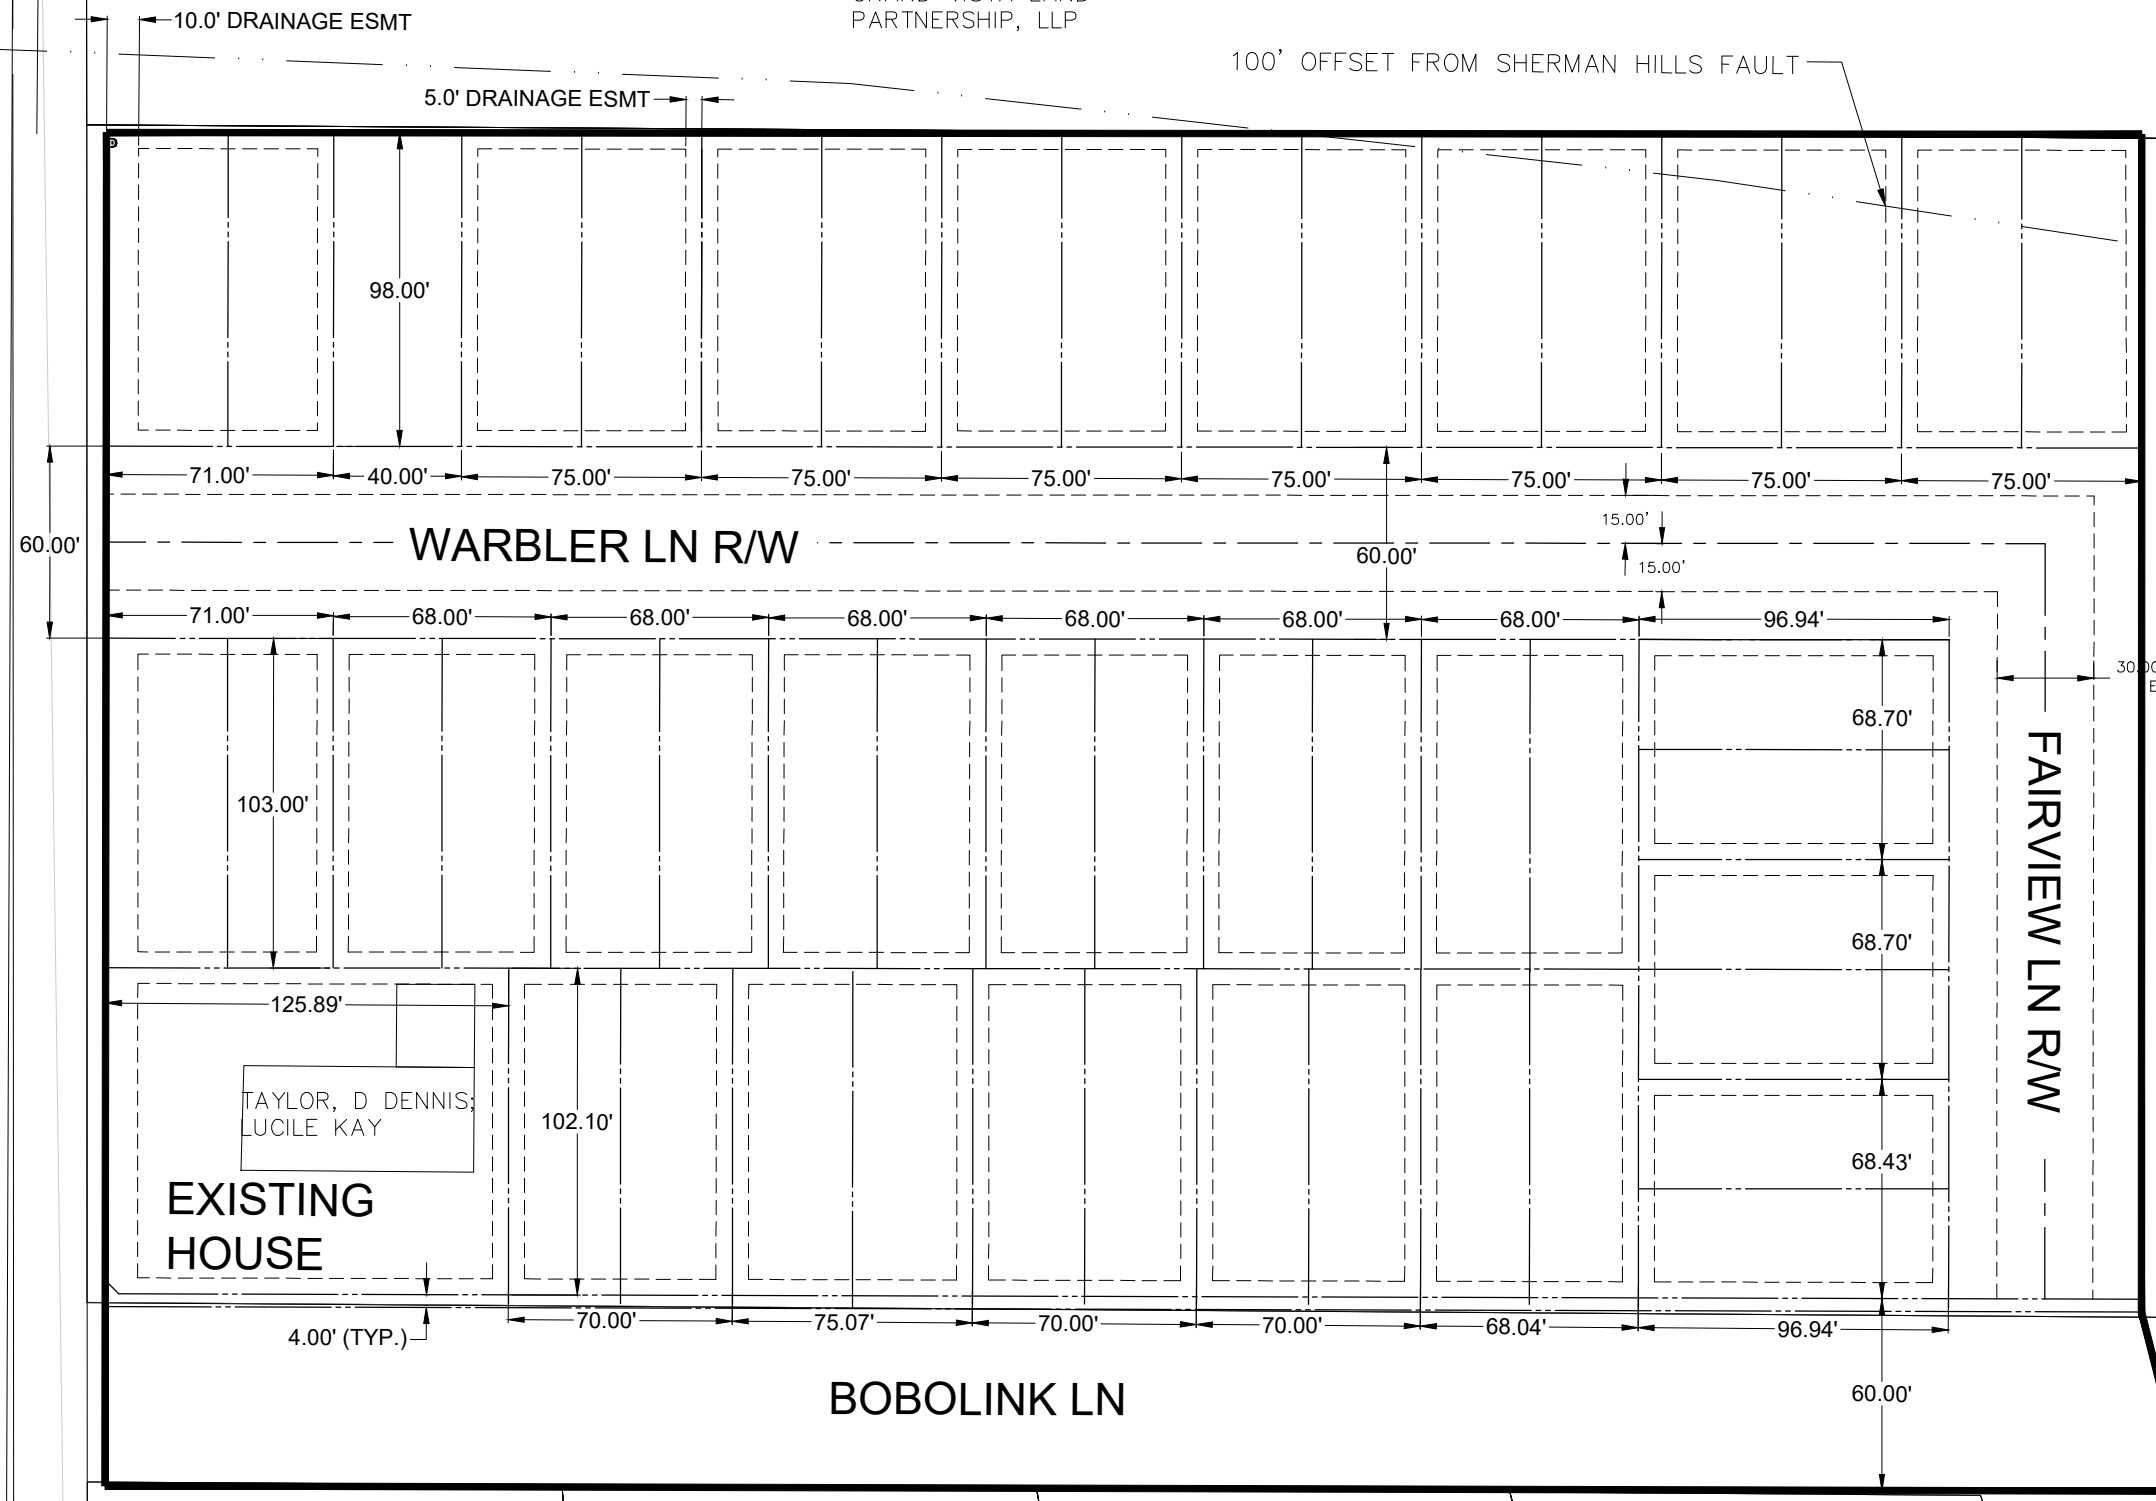 PARTNERSHIP, LLP
10.0' DRAINAGE ESMT
100' OFFSET FROM SHERMAN HILLS FAULT
5.0' DRAINAGE ESMT
98.00'
71.00'
40.00'
75.00'
75.00'
75.00'
75.00'
75.00'
75.00'
75.00'
15.00'
60.00'
WARBLER LN R/W
60.00'
15.00'
71.00'
68.00'
68.00'
68.00'
68.00'
68.00'
68.00'
96.94'
68.70'
103.00'
FAIRVIEW LN R/W
68.70'
125.89'
TAYLOR, D DENNIS;
LUCILE KAY
102.10'
68.43'
EXISTING
HOUSE
4.00' (TYP.)
70.00'
75.07'
70.00'
70.00'
68.04'
96.94'
BOBOLINK LN
60.00'